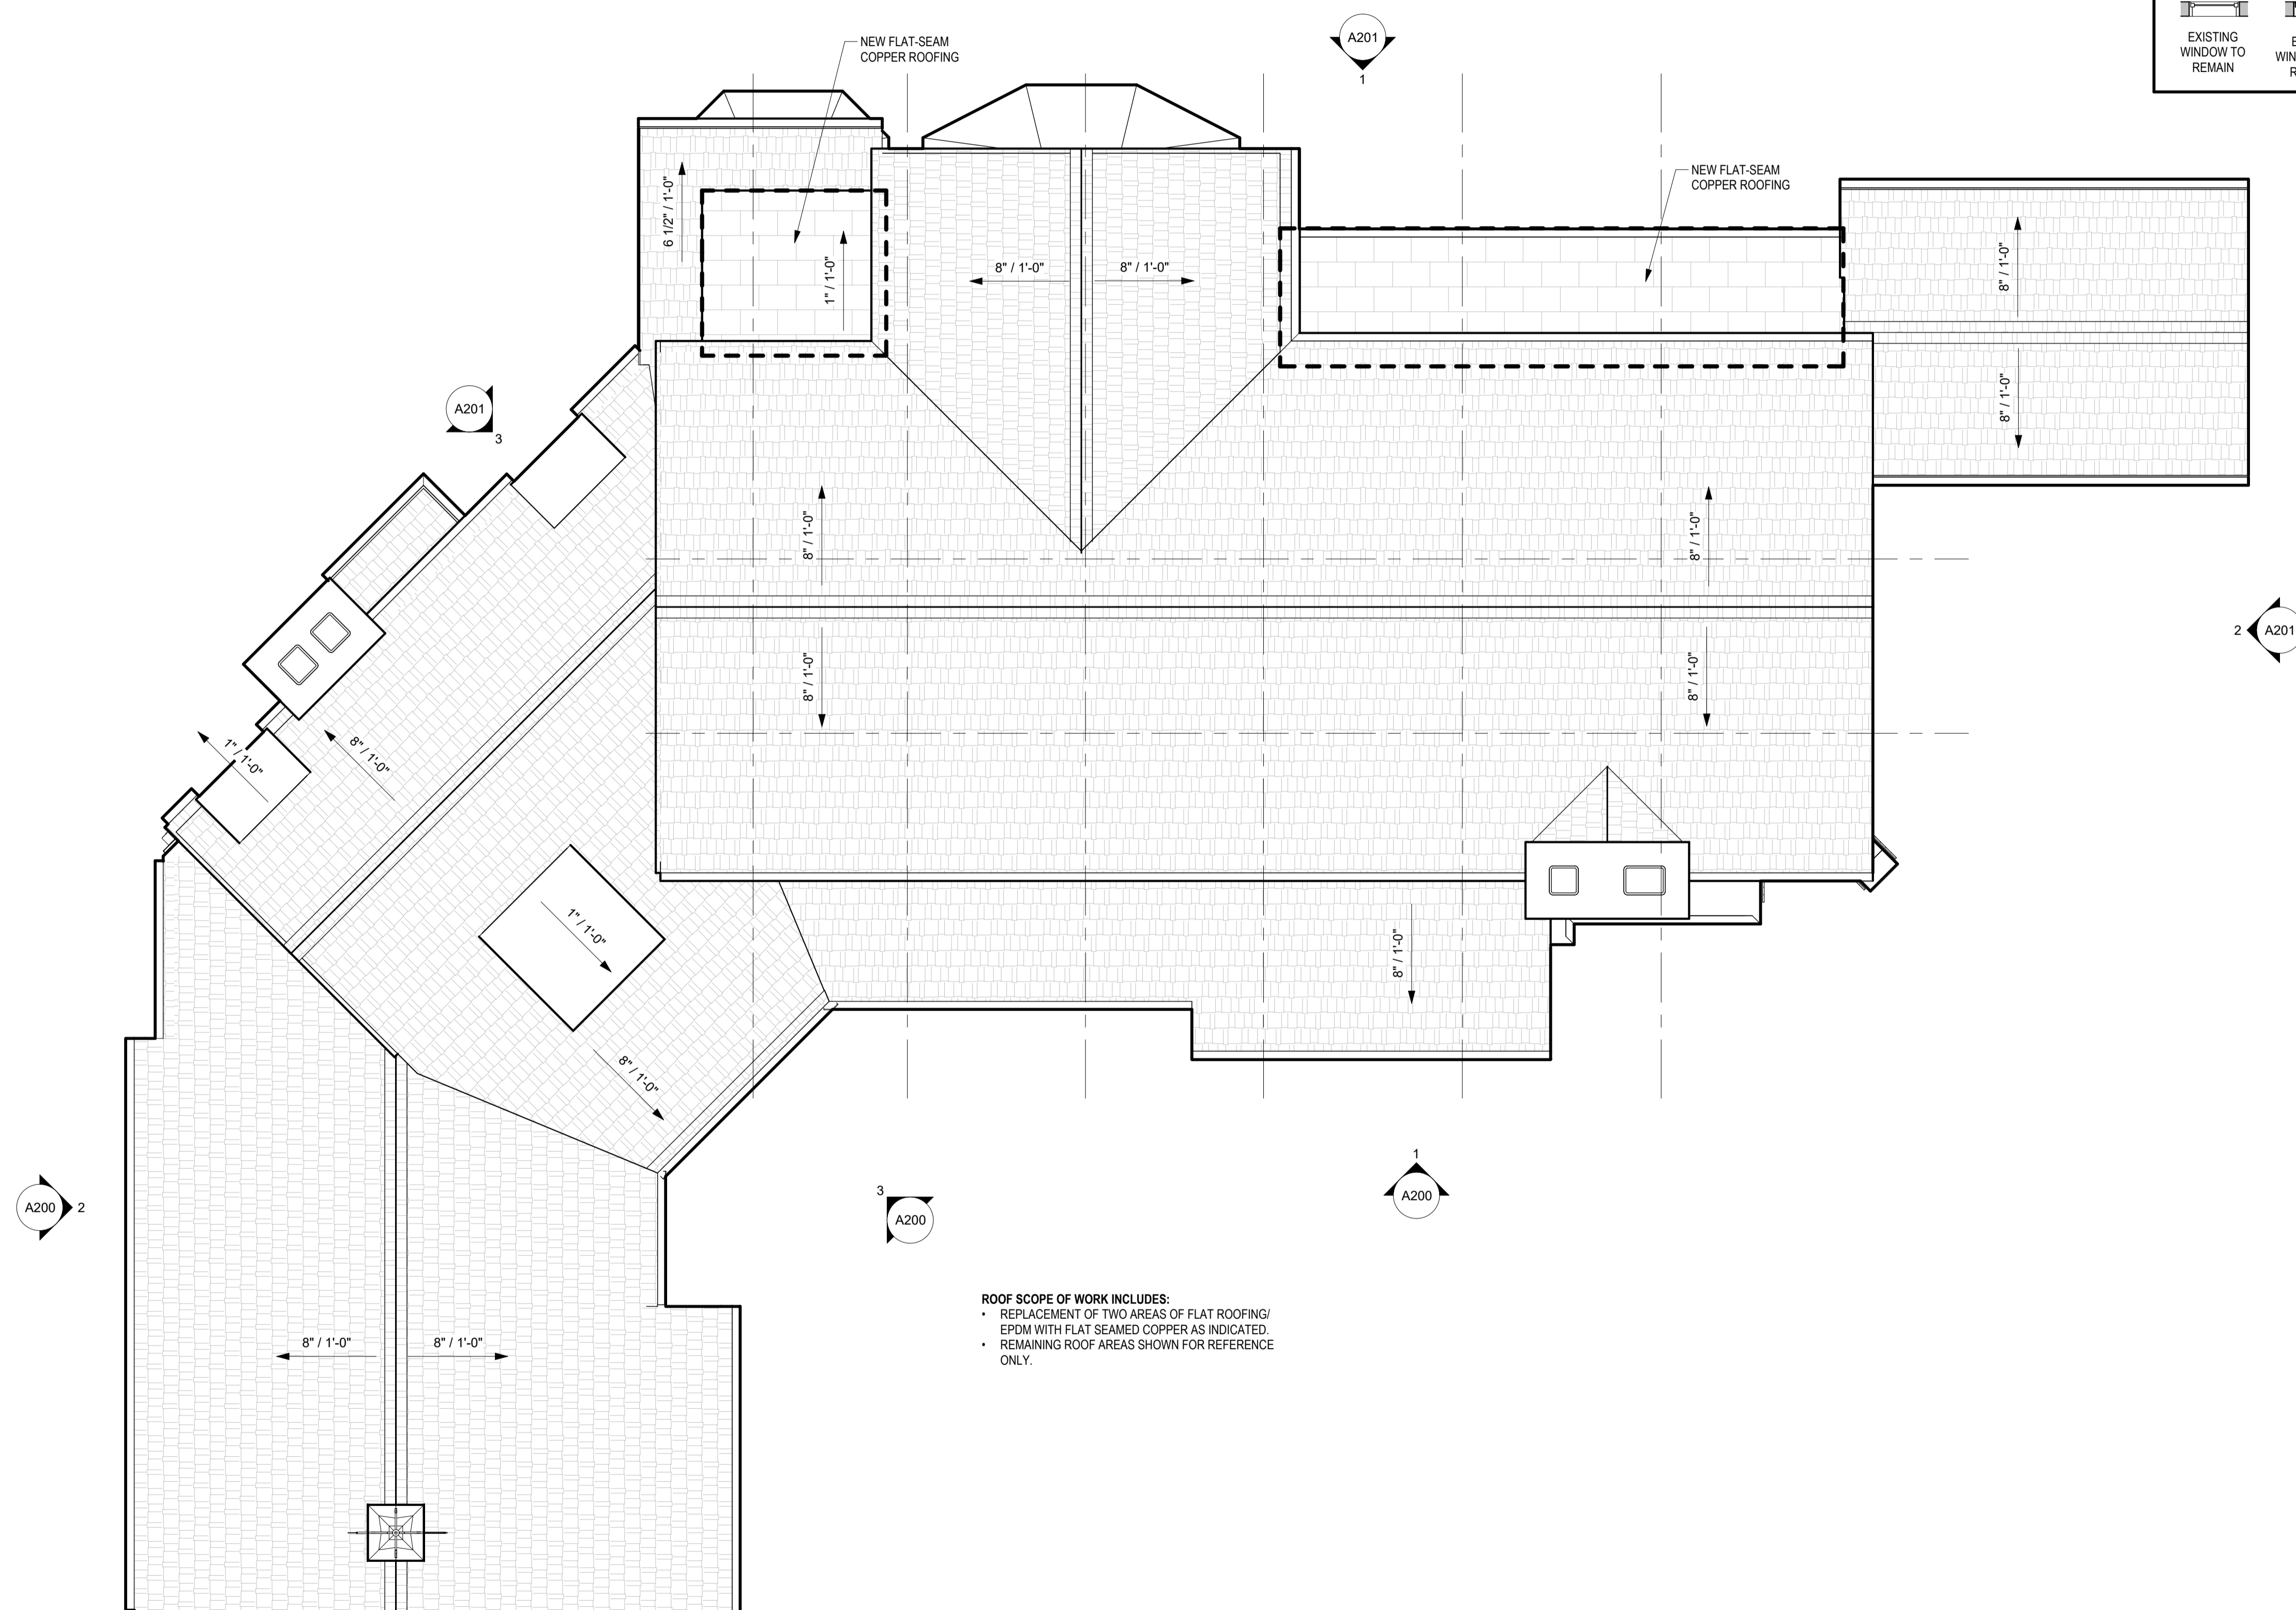 EXISTING
WINDOW TO
REMAIN
NEW FLAT-SEAM
COPPER ROOFING
A201
1
NEW FLAT-SEAM
COPPER ROOFING
6 1/2" / 1'-0"
1" / 1'-0"
8" / 1'-0"
8" / 1'-0"
8" / 1'-0"
8" / 1'-0"
A201
3
8" / 1'-0"
8" / 1'-0"
2
A201
8" / 1'-0"
8" / 1'-0"
1" / 1'-0"
8" / 1'-0"
1" / 1'-0"
8" / 1'-0"
8" / 1'-0"
A200
2
3
A200
1
A200
ROOF SCOPE OF WORK INCLUDES:
• REPLACEMENT OF TWO AREAS OF FLAT ROOFING/
EPDM WITH FLAT SEAMED COPPER AS INDICATED.
• REMAINING ROOF AREAS SHOWN FOR REFERENCE
ONLY.
8" / 1'-0"
8" / 1'-0"